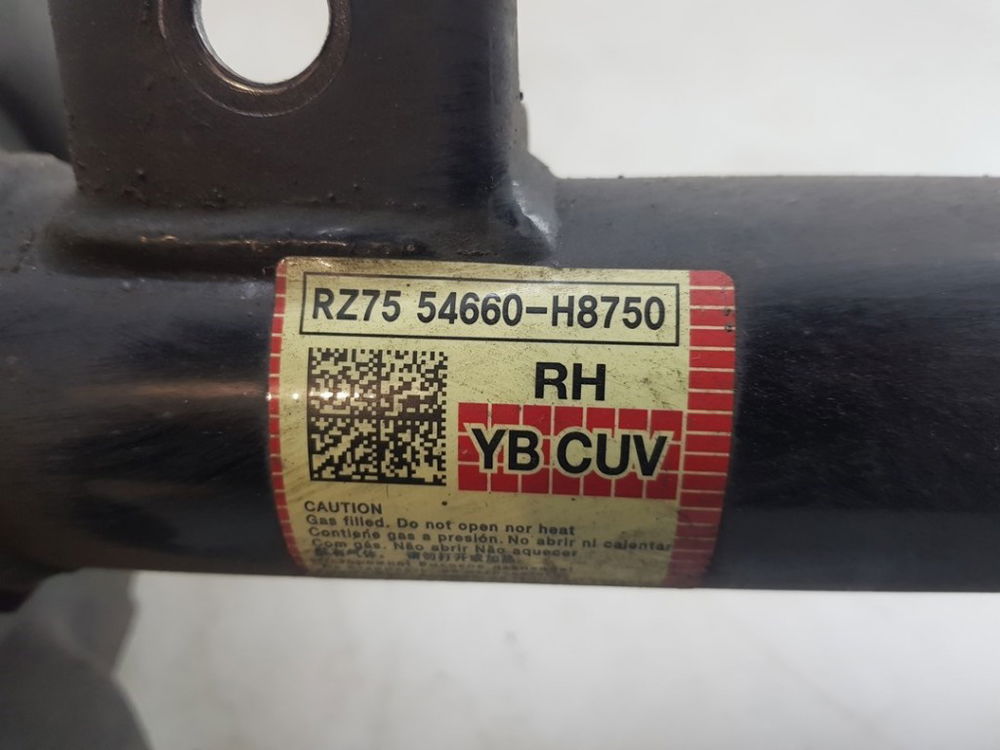 RZ75 54660-H8750
RH
YB CUV
CAUTION
Gas filled. Do not open nor heat
Contiene gas a presión. No abrir ni calentar
Com gás. Não abrir Não aquecer